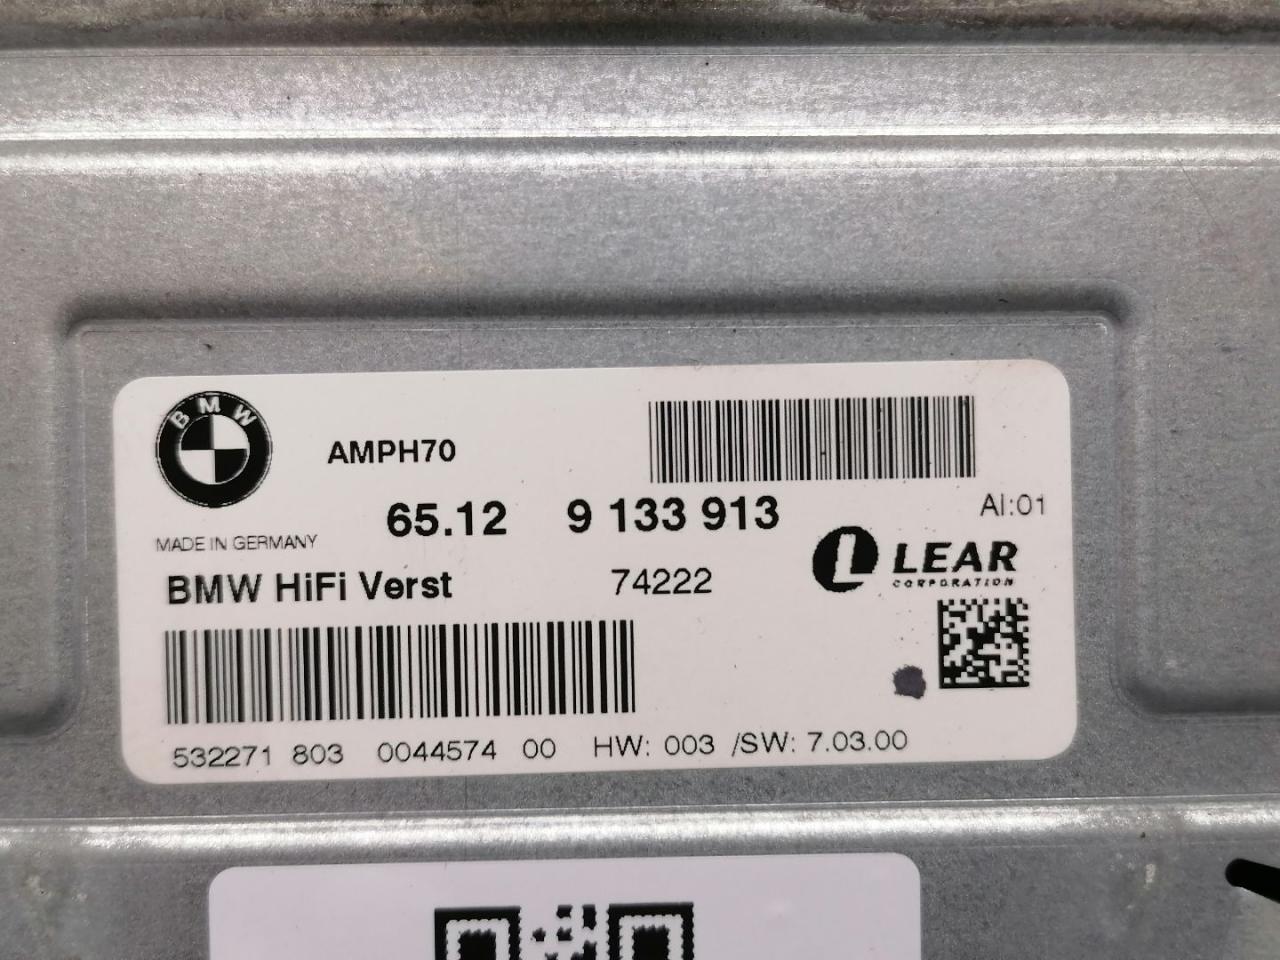 BMW
AMPH70
65.12 9 133 913
AI:01
MADE IN GERMANY
LEAR
CORPORATION
BMW HiFi Verst 74222
532271 803 0044574 00 HW: 003 /SW: 7.03.00